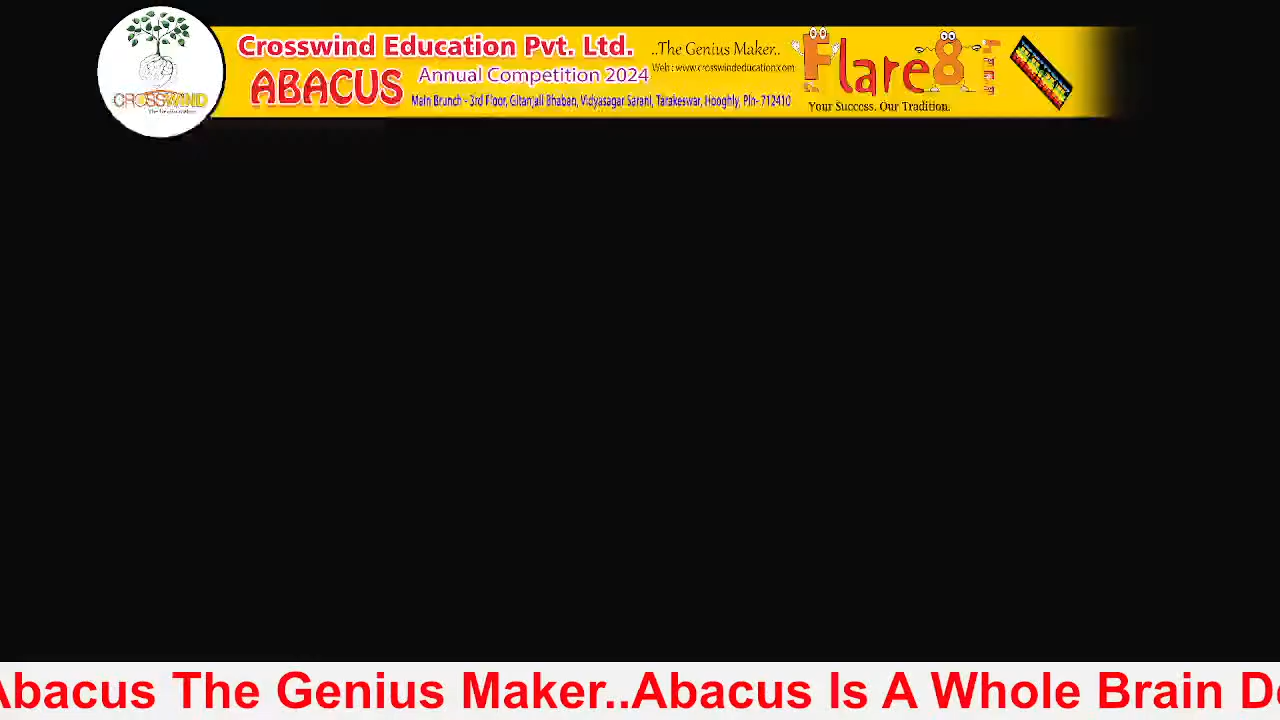 CROSSWIND
Crosswind Education Pvt. Ltd.
ABACUS
Annual Competition 2024
..The Genius Maker..
Web : www.crosswindeducation.com
Main Brunch - 3rd Floor, Gitanjali Bhaban, Vidyasagar Sarani, Tarakeswar, Hooghly, Pin- 712410
Flare8
Your Success. Our Tradition.
Abacus The Genius Maker..Abacus Is A Whole Brain De